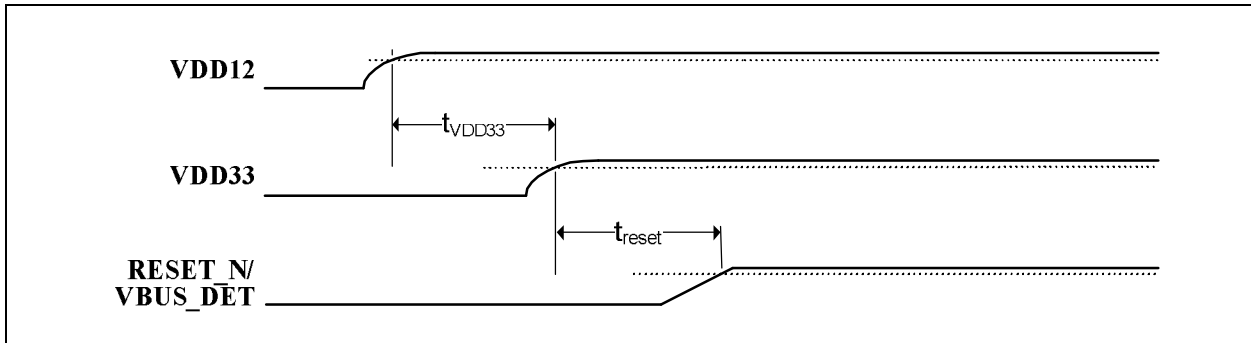 VDD12
tVDD33
VDD33
treset
RESET_N/
VBUS_DET